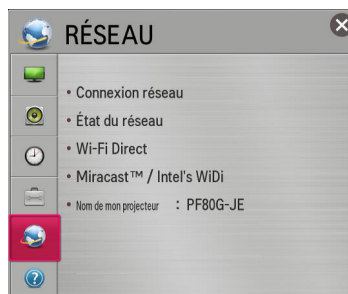 RÉSEAU
• Connexion réseau
• État du réseau
• Wi-Fi Direct
• Miracast™ / Intel's WiDi
• Nom de mon projecteur : PF80G-JE